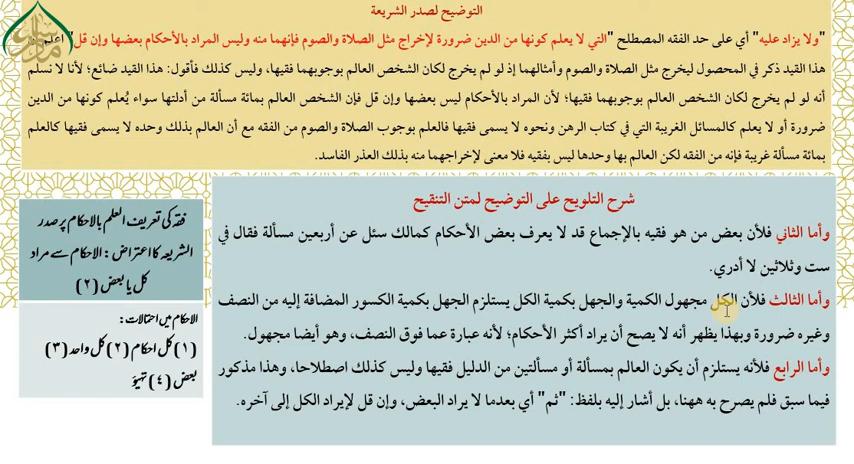 التوضيح لصدر الشريعة
"ولا يزاد عليه" أي على حد الفقه المصطلح "التي لا يعلم كونها من الدين ضرورة لإخراج مثل الصلاة والصوم فإنهما منه وليس المراد بالأحكام بعضها وإن قل" اعلم
هذا القيد ذكر في المحصول ليخرج مثل الصلاة والصوم وأمثالهما إذ لو لم يخرج لكان الشخص العالم بوجوبهما فقيها، وليس كذلك فأقول: هذا القيد ضائع؛ لأنا لا نسلم
أنه لو لم يخرج لكان الشخص العالم بوجوبهما فقيها؛ لأن المراد بالأحكام ليس بعضها وإن قل فإن الشخص العالم بمائة مسألة من أدلتها سواء يُعلم كونها من الدين
ضرورة أو لا يعلم كالمسائل الغريبة التي في كتاب الرهن ونحوه لا يسمى فقيها فالعلم بوجوب الصلاة والصوم من الفقه مع أن العالم بذلك وحده لا يسمى فقيها كالعلم
بمائة مسألة غريبة فإنه من الفقه لكن العالم بها وحدها ليس بفقيه فلا معنى لإخراجهما منه بذلك العذر الفاسد.
شرح التلويح على التوضيح لمتن التنقيح
وأما الثاني فلأن بعض من هو فقيه بالإجماع قد لا يعرف بعض الأحكام كمالك سئل عن أربعين مسألة فقال في
ست وثلاثين لا أدري.
وأما الثالث فلأن الكل مجهول الكمية والجهل بكمية الكل يستلزم الجهل بكمية الكسور المضافة إليه من النصف
وغيره ضرورة وبهذا يظهر أنه لا يصح أن يراد أكثر الأحكام؛ لأنه عبارة عما فوق النصف، وهو أيضا مجهول.
وأما الرابع فلأنه يستلزم أن يكون العالم بمسألة أو مسألتين من الدليل فقيها وليس كذلك اصطلاحا، وهذا مذكور
فيما سبق فلم يصرح به ههنا، بل أشار إليه بلفظ: "ثم" أي بعدما لا يراد البعض، وإن قل لإيراد الكل إلى آخره.
فقہ کی تعریف العلم بالاحکام پر صدر
الشریعہ کا اعتراض: الاحکام سے مراد
کل یا بعض (٢)
الاحکام میں احتمالات:
(١) کل احکام (٢) کل واحد (٣)
بعض (٤) تہیؤ